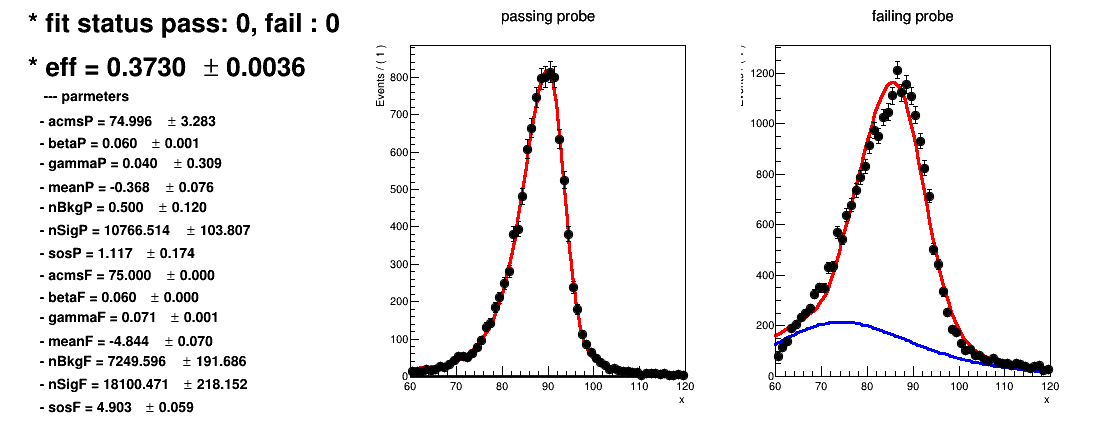 * fit status pass: 0, fail : 0
* eff = 0.3730 ± 0.0036
--- parmeters
- acmsP = 74.996 ± 3.283
- betaP = 0.060 ± 0.001
- gammaP = 0.040 ± 0.309
- meanP = -0.368 ± 0.076
- nBkgP = 0.500 ± 0.120
- nSigP = 10766.514 ± 103.807
- sosP = 1.117 ± 0.174
- acmsF = 75.000 ± 0.000
- betaF = 0.060 ± 0.000
- gammaF = 0.071 ± 0.001
- meanF = -4.844 ± 0.070
- nBkgF = 7249.596 ± 191.686
- nSigF = 18100.471 ± 218.152
- sosF = 4.903 ± 0.059
passing probe
Events / ( 1 )
800
700
600
500
400
300
200
100
0
60 70 80 90 100 110 120
x
failing probe
Events / ( 1 )
1200
1000
800
600
400
200
0
60 70 80 90 100 110 120
x